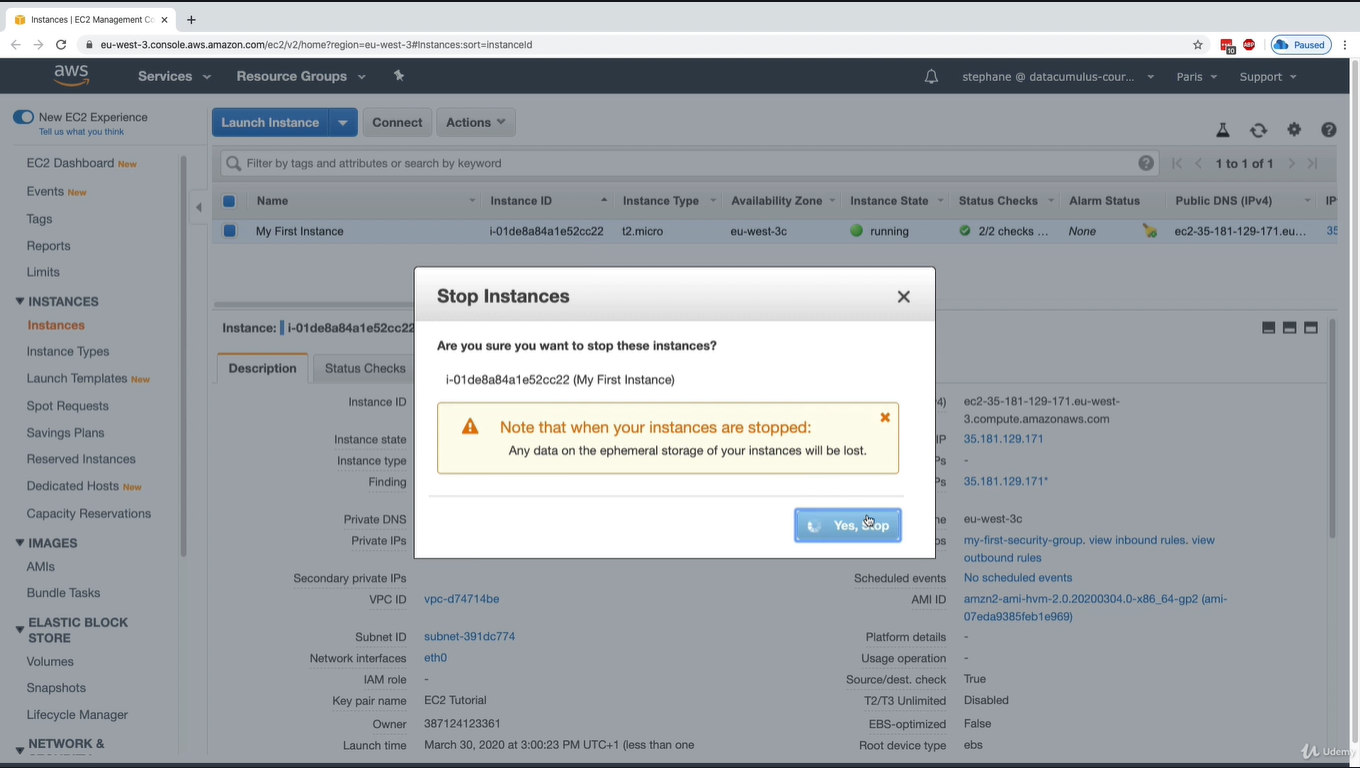 Instances | EC2 Management Co
eu-west-3.console.aws.amazon.com/ec2/v2/home?region=eu-west-3#Instances:sort=instanceId
10
ABP
Paused
aws
Services
Resource Groups
stephane @ datacumulus-cour...
Paris
Support
New EC2 Experience
Tell us what you think
EC2 Dashboard New
Events New
Tags
Reports
Limits
INSTANCES
Instances
Instance Types
Launch Templates New
Spot Requests
Savings Plans
Reserved Instances
Dedicated Hosts New
Capacity Reservations
IMAGES
AMIs
Bundle Tasks
ELASTIC BLOCK
STORE
Volumes
Snapshots
Lifecycle Manager
NETWORK &
Launch Instance
Connect
Actions
Filter by tags and attributes or search by keyword
1 to 1 of 1
Name Instance ID Instance Type Availability Zone Instance State Status Checks Alarm Status Public DNS (IPv4) IP
My First Instance i-01de8a84a1e52cc22 t2.micro eu-west-3c running 2/2 checks ... None ec2-35-181-129-171.eu... 35
Stop Instances
Are you sure you want to stop these instances?
i-01de8a84a1e52cc22 (My First Instance)
Note that when your instances are stopped:
Any data on the ephemeral storage of your instances will be lost.
Yes, Stop
Instance: i-01de8a84a1e52cc22
Description
Status Checks
Instance ID
Instance state
Instance type
Finding
Private DNS
Private IPs
Secondary private IPs
VPC ID vpc-d74714be
Subnet ID subnet-391dc774
Network interfaces eth0
IAM role -
Key pair name EC2 Tutorial
Owner 387124123361
Launch time March 30, 2020 at 3:00:23 PM UTC+1 (less than one
4) ec2-35-181-129-171.eu-west-
3.compute.amazonaws.com
IP 35.181.129.171
Ps -
Ps 35.181.129.171*
ne eu-west-3c
os my-first-security-group. view inbound rules. view
outbound rules
Scheduled events No scheduled events
AMI ID amzn2-ami-hvm-2.0.20200304.0-x86_64-gp2 (ami-
07eda9385feb1e969)
Platform details -
Usage operation -
Source/dest. check True
T2/T3 Unlimited Disabled
EBS-optimized False
Root device type ebs
Udemy